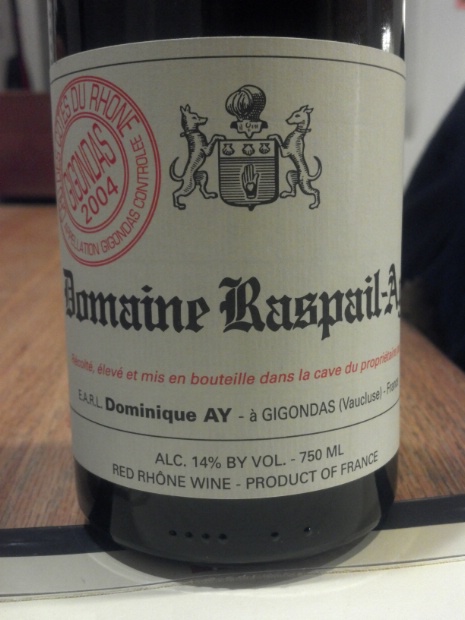 CÔTES DU RHÔNE
GIGONDAS
2004
APPELLATION GIGONDAS CONTROLÉE
Domaine Raspail-Ay
Récolté, élevé et mis en bouteille dans la cave du propriétaire
E.A.R.L. Dominique AY - à GIGONDAS (Vaucluse) - France
ALC. 14% BY VOL. - 750 ML
RED RHÔNE WINE - PRODUCT OF FRANCE